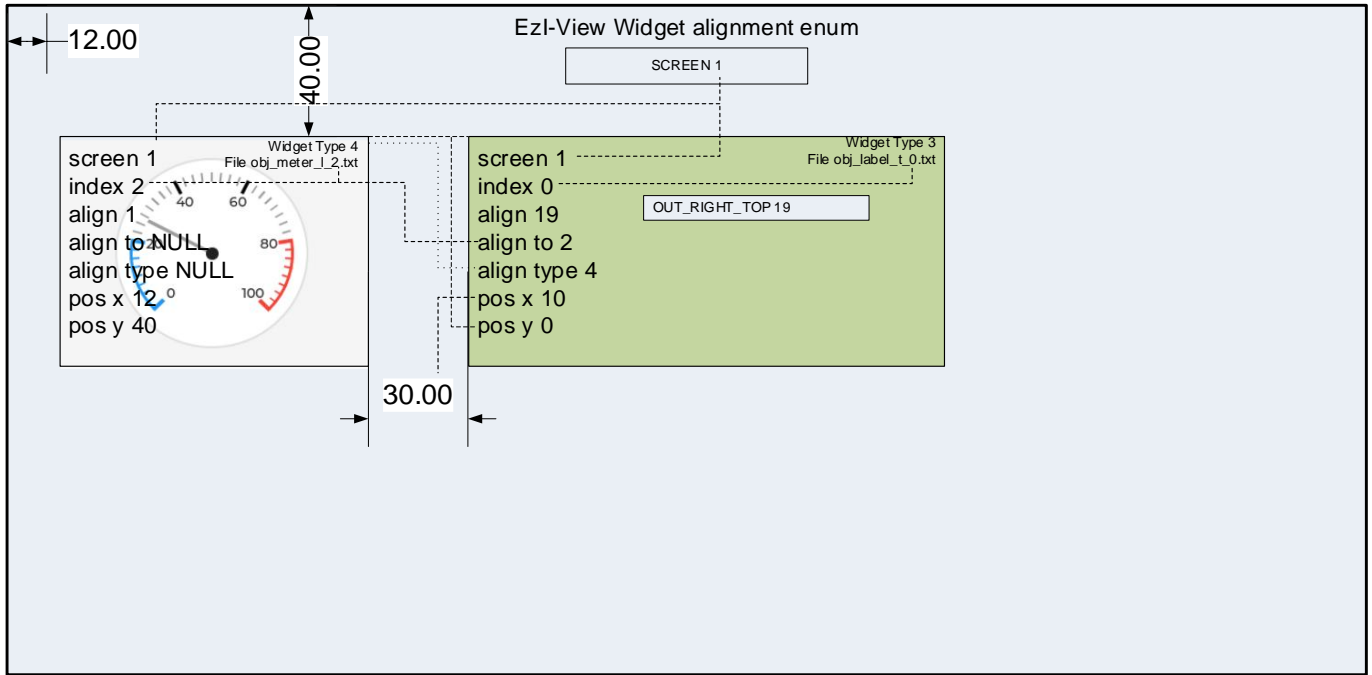 EzI-View Widget alignment enum
12.00
40.00
SCREEN 1
Widget Type 4
File obj_meter_l_2.txt
screen 1
index 2
align 1
align to NULL
align type NULL
pos x 12
pos y 40
0
20
40
60
80
100
Widget Type 3
File obj_label_t_0.txt
screen 1
index 0
align 19
align to 2
align type 4
pos x 10
pos y 0
OUT_RIGHT_TOP 19
30.00